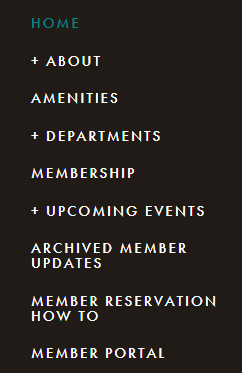 HOME
+ ABOUT
AMENITIES
+ DEPARTMENTS
MEMBERSHIP
+ UPCOMING EVENTS
ARCHIVED MEMBER
UPDATES
MEMBER RESERVATION
HOW TO
MEMBER PORTAL